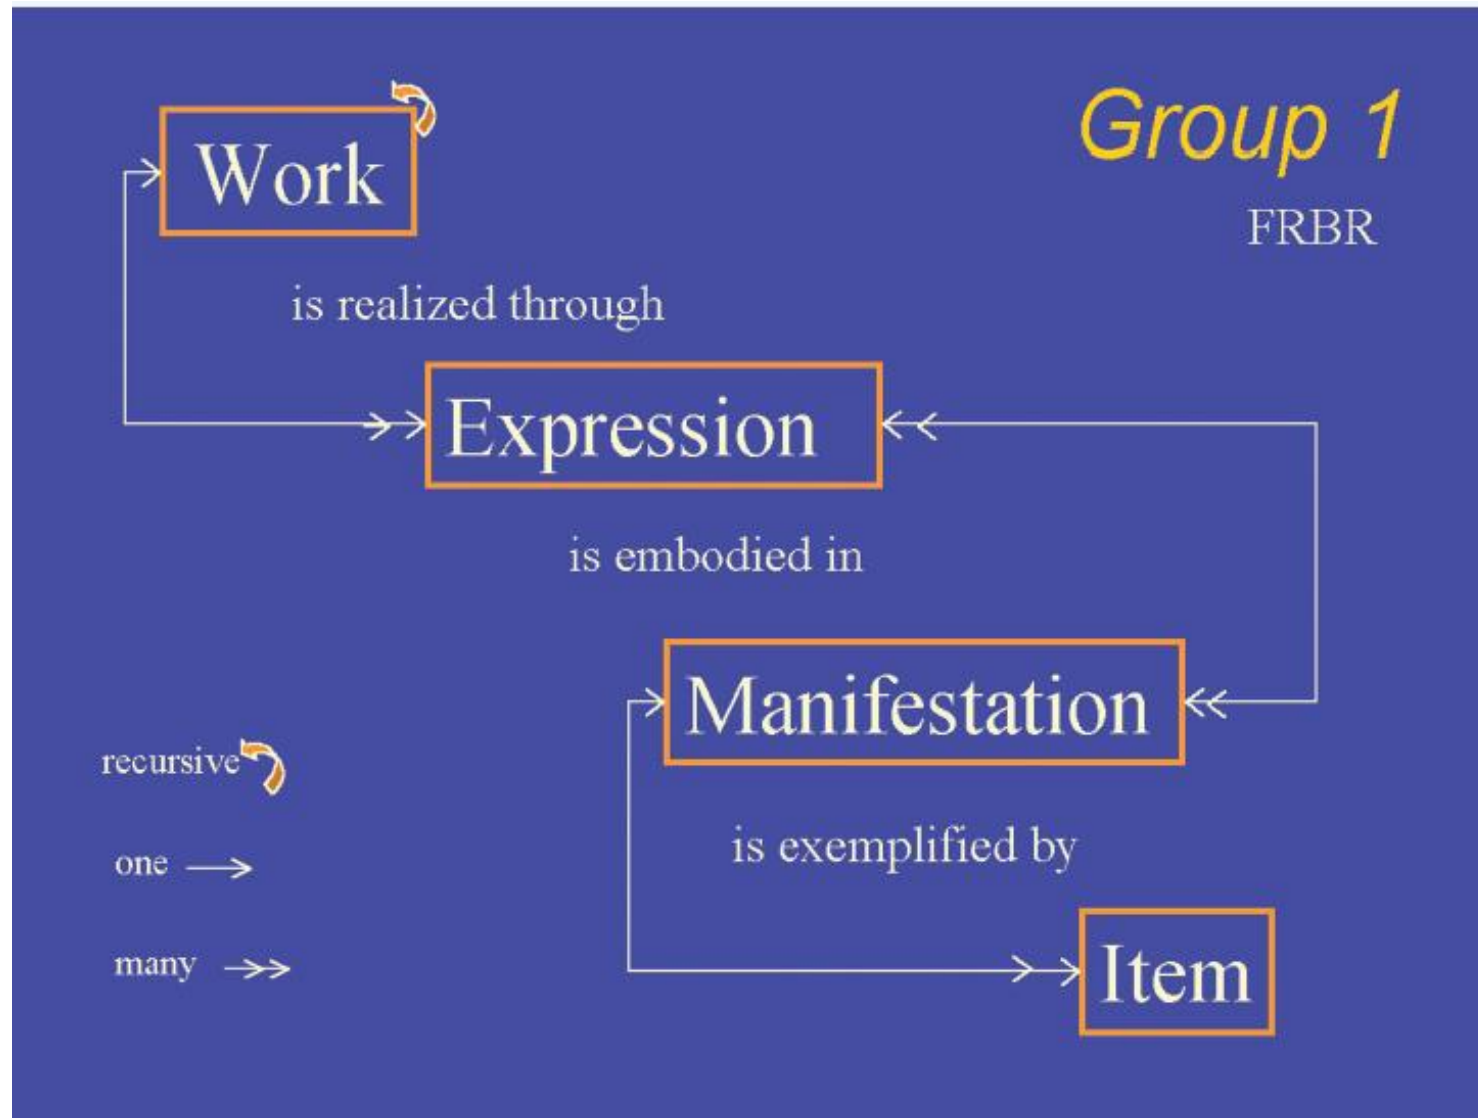 Group 1
FRBR
Work
is realized through
Expression
is embodied in
Manifestation
is exemplified by
Item
recursive
one
many